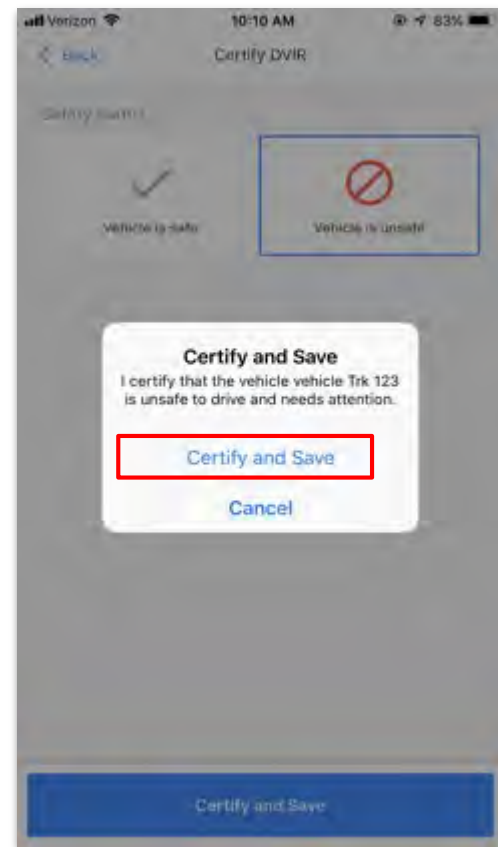 Verizon 10:10 AM 83%
Back Certify DVIR
Safety Status
Vehicle is safe Vehicle is unsafe
Certify and Save
I certify that the vehicle vehicle Trk 123
is unsafe to drive and needs attention.
Certify and Save
Cancel
Certify and Save